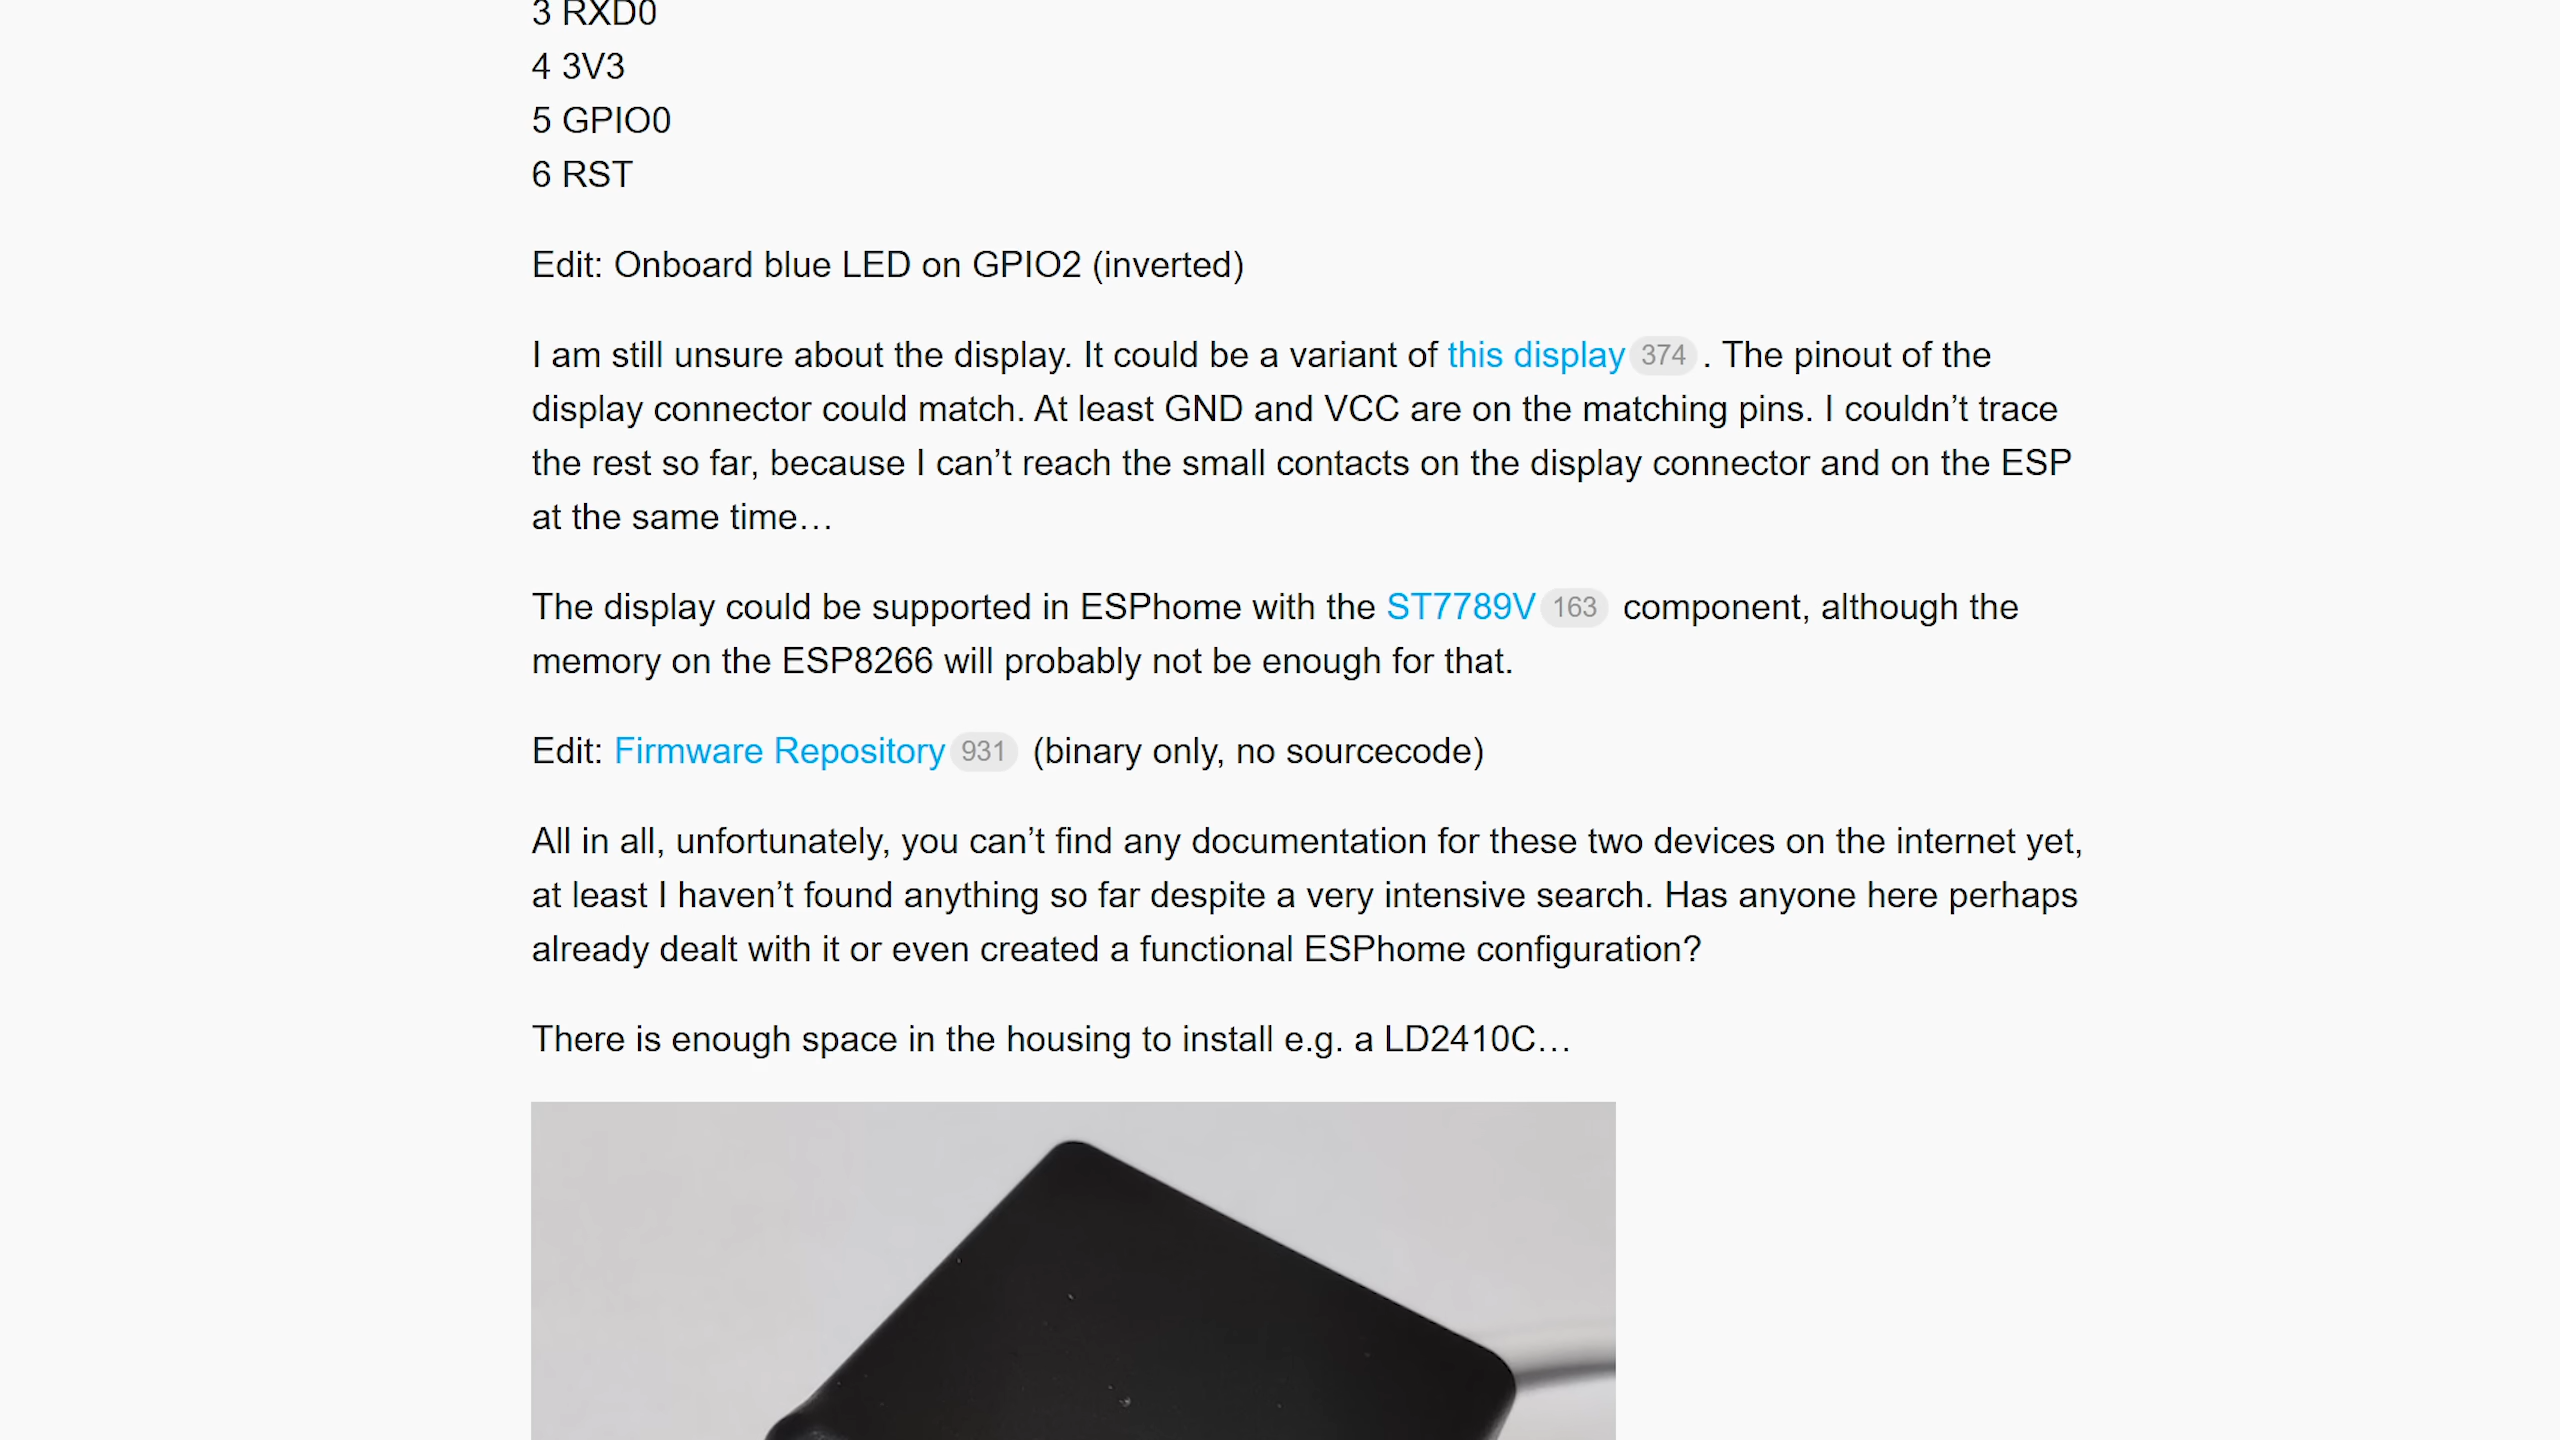 3 RXD0
4 3V3
5 GPIO0
6 RST
Edit: Onboard blue LED on GPIO2 (inverted)
I am still unsure about the display. It could be a variant of this display 374 . The pinout of the
display connector could match. At least GND and VCC are on the matching pins. I couldn’t trace
the rest so far, because I can’t reach the small contacts on the display connector and on the ESP
at the same time…
The display could be supported in ESPhome with the ST7789V 163 component, although the
memory on the ESP8266 will probably not be enough for that.
Edit: Firmware Repository 931 (binary only, no sourcecode)
All in all, unfortunately, you can’t find any documentation for these two devices on the internet yet,
at least I haven’t found anything so far despite a very intensive search. Has anyone here perhaps
already dealt with it or even created a functional ESPhome configuration?
There is enough space in the housing to install e.g. a LD2410C…